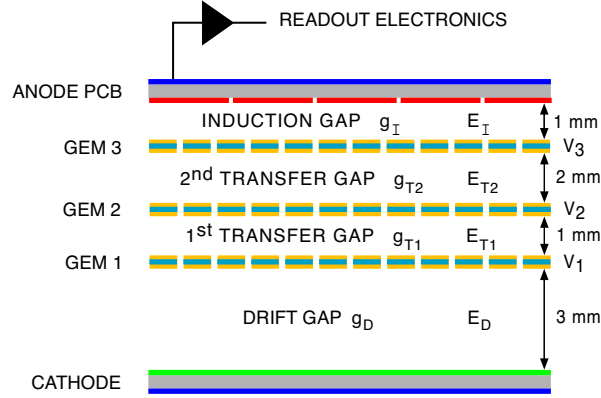 READOUT ELECTRONICS
ANODE PCB
INDUCTION GAP g_I E_I 1 mm
GEM 3 V_3
2^nd TRANSFER GAP g_T2 E_T2 2 mm
GEM 2 V_2
1^st TRANSFER GAP g_T1 E_T1 1 mm
GEM 1 V_1
DRIFT GAP g_D E_D 3 mm
CATHODE